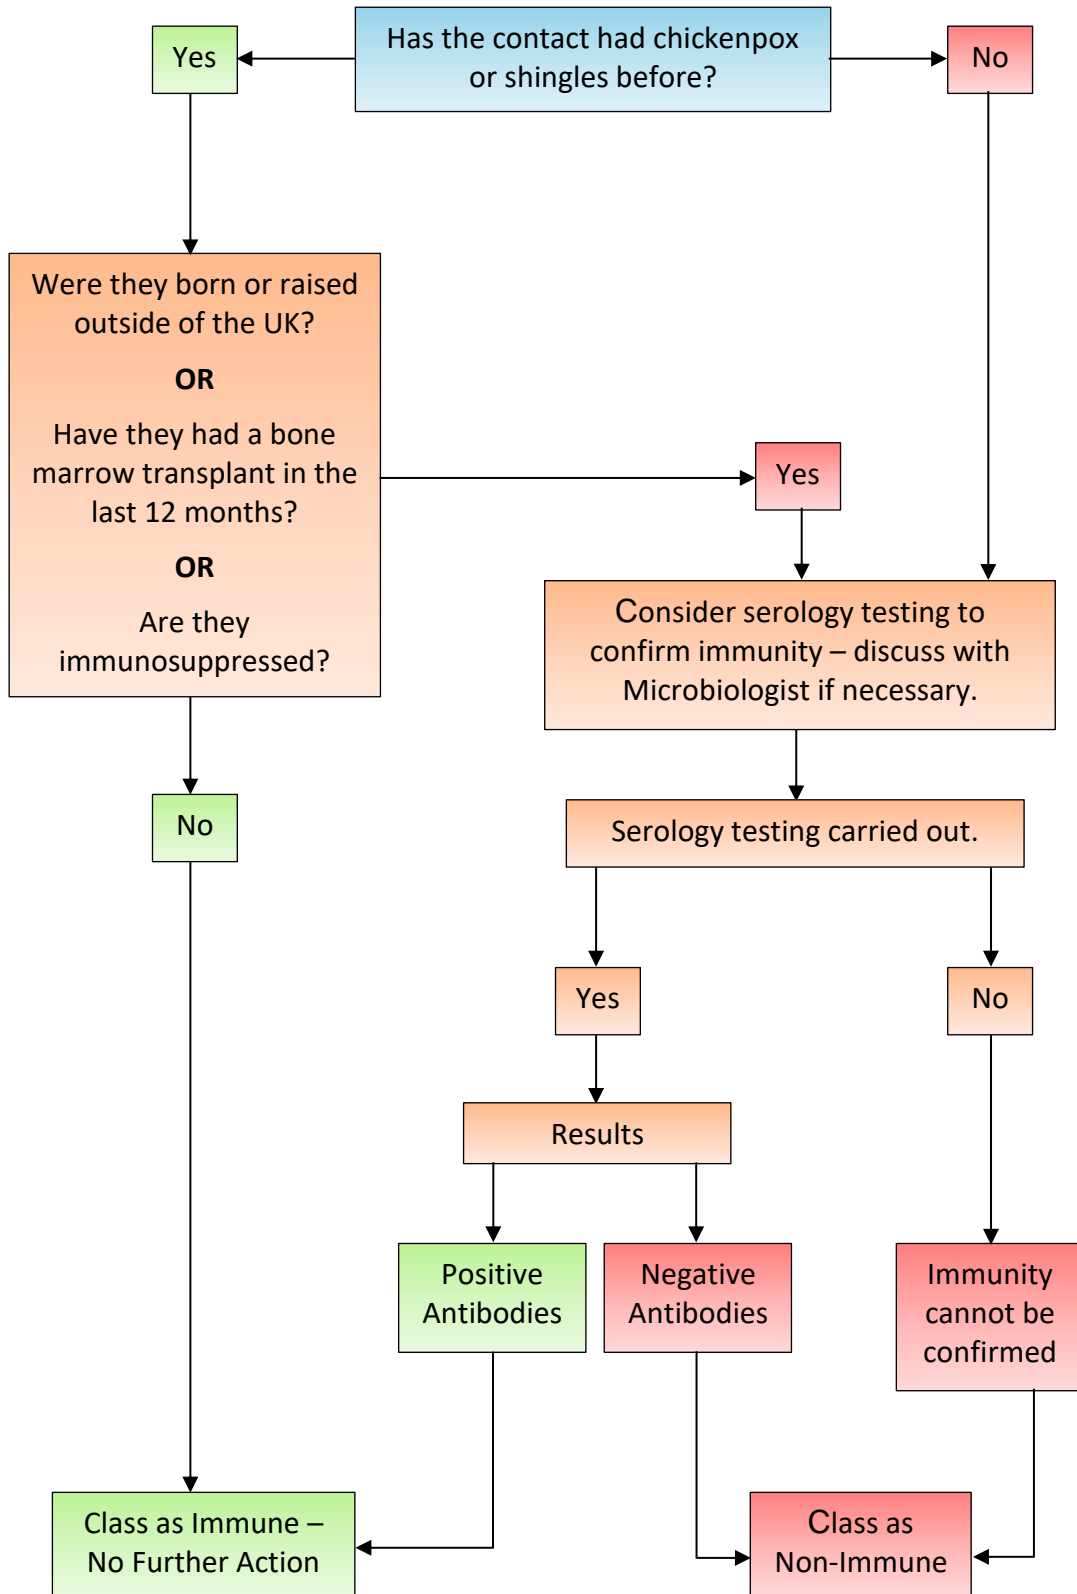 Has the contact had chickenpox
or shingles before?
Yes
No
Were they born or raised
outside of the UK?
OR
Have they had a bone
marrow transplant in the
last 12 months?
OR
Are they
immunosuppressed?
Yes
Consider serology testing to
confirm immunity – discuss with
Microbiologist if necessary.
No
Serology testing carried out.
Yes
No
Results
Positive
Antibodies
Negative
Antibodies
Immunity
cannot be
confirmed
Class as Immune –
No Further Action
Class as
Non-Immune